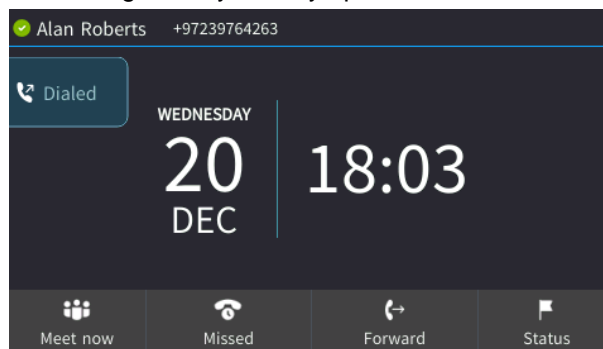 Alan Roberts +97239764263
Dialed
WEDNESDAY
20
DEC
18:03
Meet now Missed Forward Status